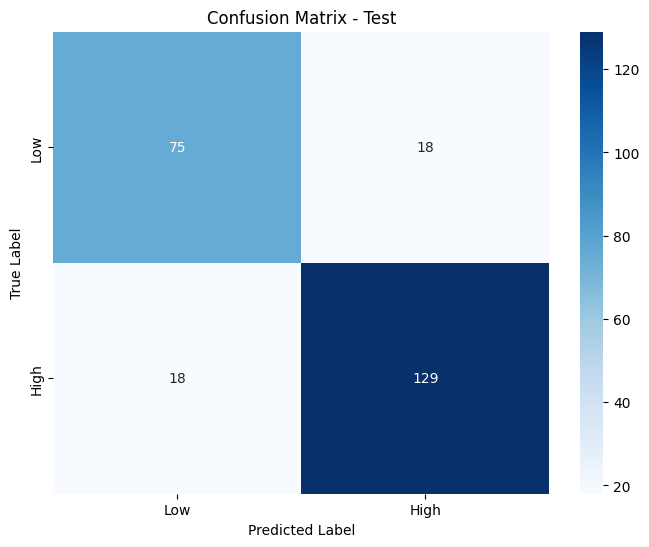 Confusion Matrix - Test
Low
75
18
120
100
80
60
40
20
True Label
High
18
129
Low
High
Predicted Label